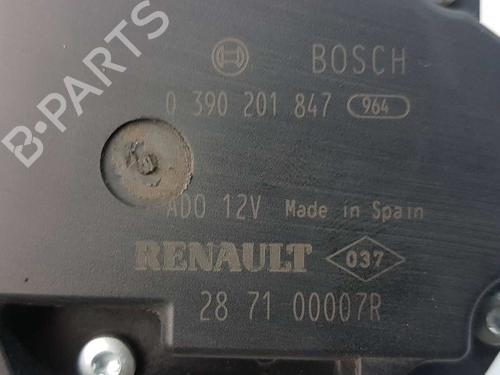 BOSCH
0 390 201 847 964
ADO 12V Made in Spain
RENAULT 037
28 71 00007R
B-PARTS